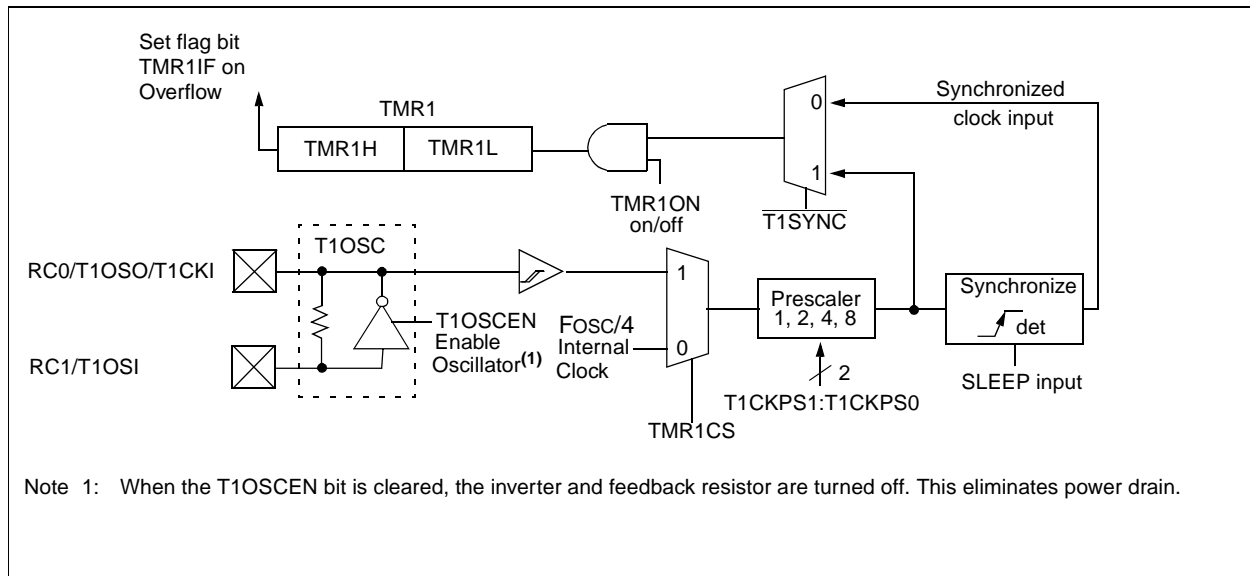 Set flag bit
TMR1IF on
Overflow
TMR1
TMR1H
TMR1L
TMR1ON
on/off
0
1
T1SYNC
Synchronized
clock input
RC0/T1OSO/T1CKI
RC1/T1OSI
T1OSC
T1OSCEN
Enable
Oscillator(1)
FOSC/4
Internal
Clock
1
0
TMR1CS
Prescaler
1, 2, 4, 8
2
T1CKPS1:T1CKPS0
Synchronize
det
SLEEP input
Note 1: When the T1OSCEN bit is cleared, the inverter and feedback resistor are turned off. This eliminates power drain.